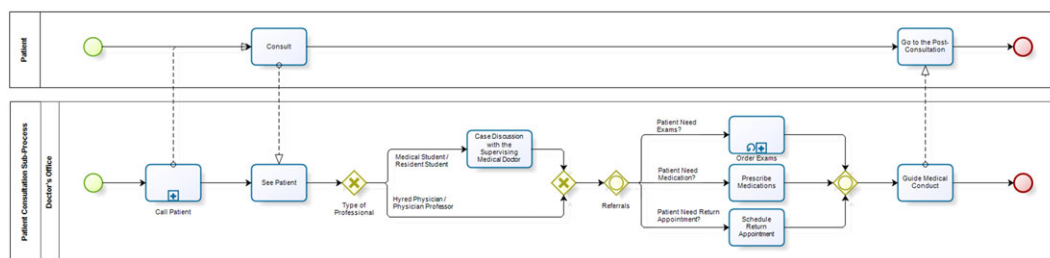 Patient
Consult
Go to the Post-
Consultation
Patient Consultation Sub-Process
Doctor's Office
Call Patient
See Patient
Type of
Professional
Medical Student /
Resident Student
Hyred Physician /
Physician Professor
Case Discussion
with the
Supervising
Medical Doctor
Referrals
Patient Need
Exams?
Patient Need
Medication?
Patient Need Return
Appointment?
Order Exams
Prescribe
Medications
Schedule
Return
Appointment
Guide Medical
Conduct